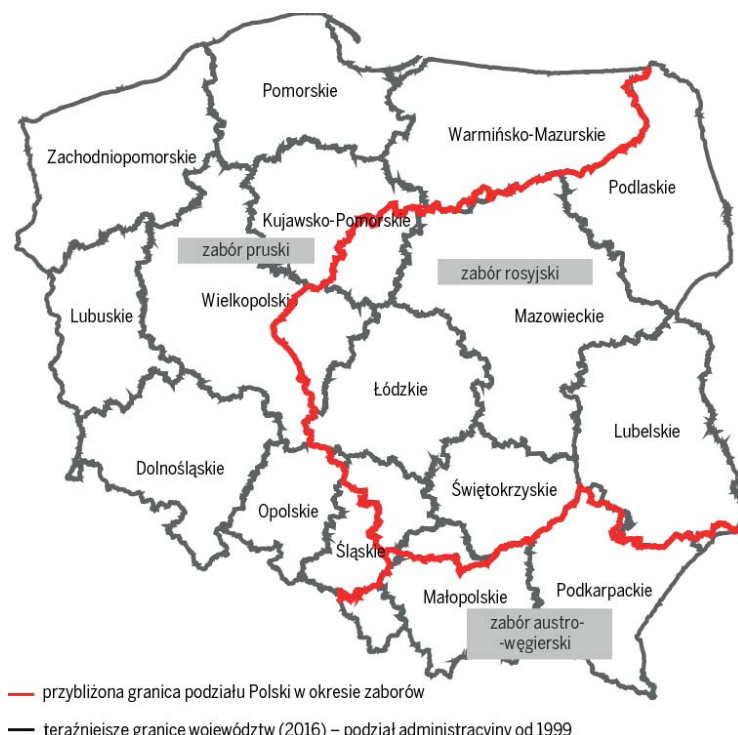 Pomorskie
Warmińsko-Mazurskie
Zachodniopomorskie
Podlaskie
Kujawsko-Pomorskie
zabór pruski
zabór rosyjski
Wielkopolskie
Lubuskie
Mazowieckie
Łódzkie
Lubelskie
Dolnośląskie
Świętokrzyskie
Opolskie
Śląskie
Małopolskie
Podkarpackie
zabór austro-
-węgierski
przybliżona granica podziału Polski w okresie zaborów
teraźniejsze granice województw (2016) – podział administracyjny od 1999